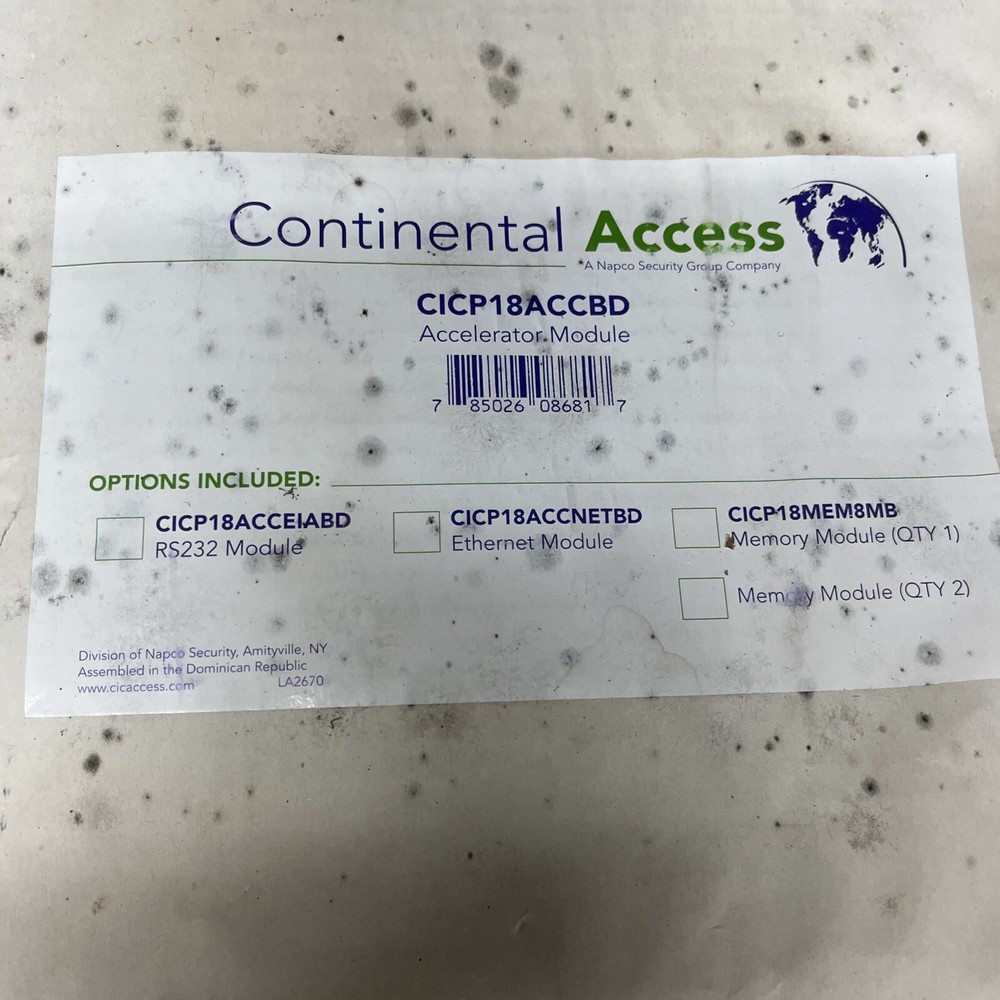 Continental Access
A Napco Security Group Company
CICP18ACCBD
Accelerator Module
7 85026 08681 7
OPTIONS INCLUDED:
CICP18ACCEIABD
RS232 Module
CICP18ACCNETBD
Ethernet Module
CICP18MEM8MB
Memory Module (QTY 1)
Memory Module (QTY 2)
Division of Napco Security, Amityville, NY
Assembled in the Dominican Republic
www.cicaccess.com LA2670